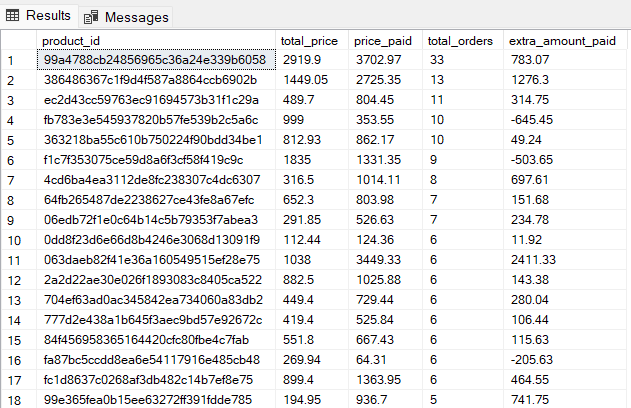 Results Messages
product_id total_price price_paid total_orders extra_amount_paid
1 99a4788cb24856965c36a24e339b6058 2919.9 3702.97 33 783.07
2 386486367c1f9d4f587a8864ccb6902b 1449.05 2725.35 13 1276.3
3 ec2d43cc59763ec91694573b31f1c29a 489.7 804.45 11 314.75
4 fb783e3e545937820b57fe539b2c5a6c 999 353.55 10 -645.45
5 363218ba55c610b750224f90bdd34be1 812.93 862.17 10 49.24
6 f1c7f353075ce59d8a6f3cf58f419c9c 1835 1331.35 9 -503.65
7 4cd6ba4ea3112de8fc238307c4dc6307 316.5 1014.11 8 697.61
8 64fb265487de2238627ce43fe8a67efc 652.3 803.98 7 151.68
9 06edb72f1e0c64b14c5b79353f7abea3 291.85 526.63 7 234.78
10 0dd8f23d6e66d8b4246e3068d13091f9 112.44 124.36 6 11.92
11 063daeb82f41e36a160549515ef28e75 1038 3449.33 6 2411.33
12 2a2d22ae30e026f1893083c8405ca522 882.5 1025.88 6 143.38
13 704ef63ad0ac345842ea734060a83db2 449.4 729.44 6 280.04
14 777d2e438a1b645f3aec9bd57e92672c 419.4 525.84 6 106.44
15 84f456958365164420cfc80fbe4c7fab 551.8 667.43 6 115.63
16 fa87bc5ccdd8ea6e54117916e485cb48 269.94 64.31 6 -205.63
17 fc1d8637c0268af3db482c14b7ef8e75 899.4 1363.95 6 464.55
18 99e365fea0b15ee63272ff391fdde785 194.95 936.7 5 741.75